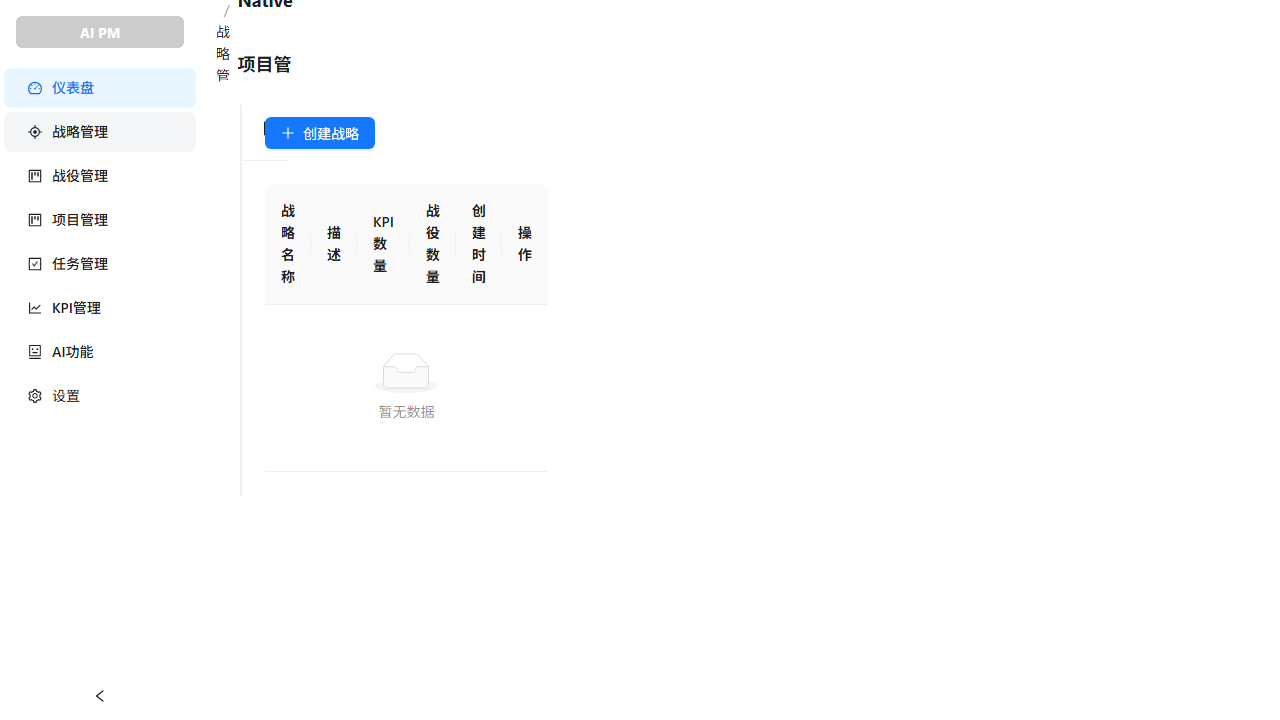 AI PM
仪表盘
战略管理
战役管理
项目管理
任务管理
KPI管理
AI功能
设置
/
战
略
管
Native
项目管
创建战略
战
略
名
称
描
述
KPI
数
量
战
役
数
量
创
建
时
间
操
作
暂无数据